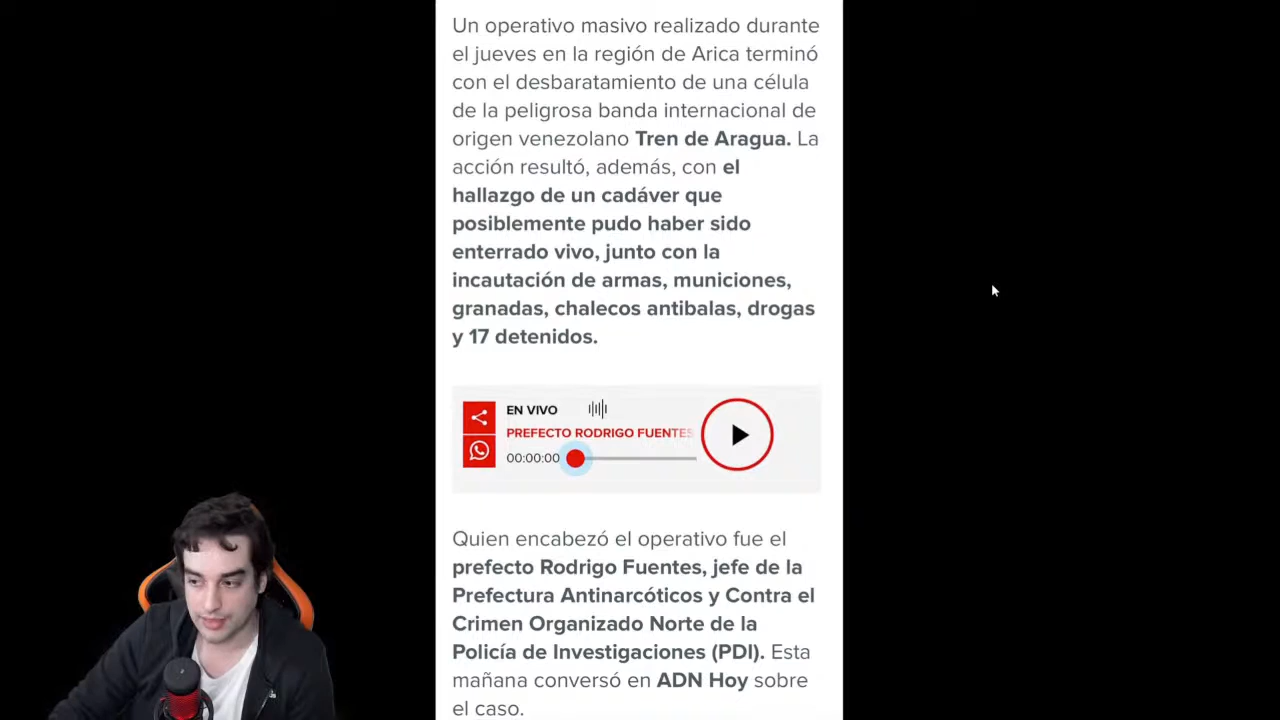 Un operativo masivo realizado durante
el jueves en la región de Arica terminó
con el desbaratamiento de una célula
de la peligrosa banda internacional de
origen venezolano Tren de Aragua. La
acción resultó, además, con el
hallazgo de un cadáver que
posiblemente pudo haber sido
enterrado vivo, junto con la
incautación de armas, municiones,
granadas, chalecos antibalas, drogas
y 17 detenidos.
EN VIVO
PREFECTO RODRIGO FUENTES
00:00:00
Quien encabezó el operativo fue el
prefecto Rodrigo Fuentes, jefe de la
Prefectura Antinarcóticos y Contra el
Crimen Organizado Norte de la
Policía de Investigaciones (PDI). Esta
mañana conversó en ADN Hoy sobre
el caso.